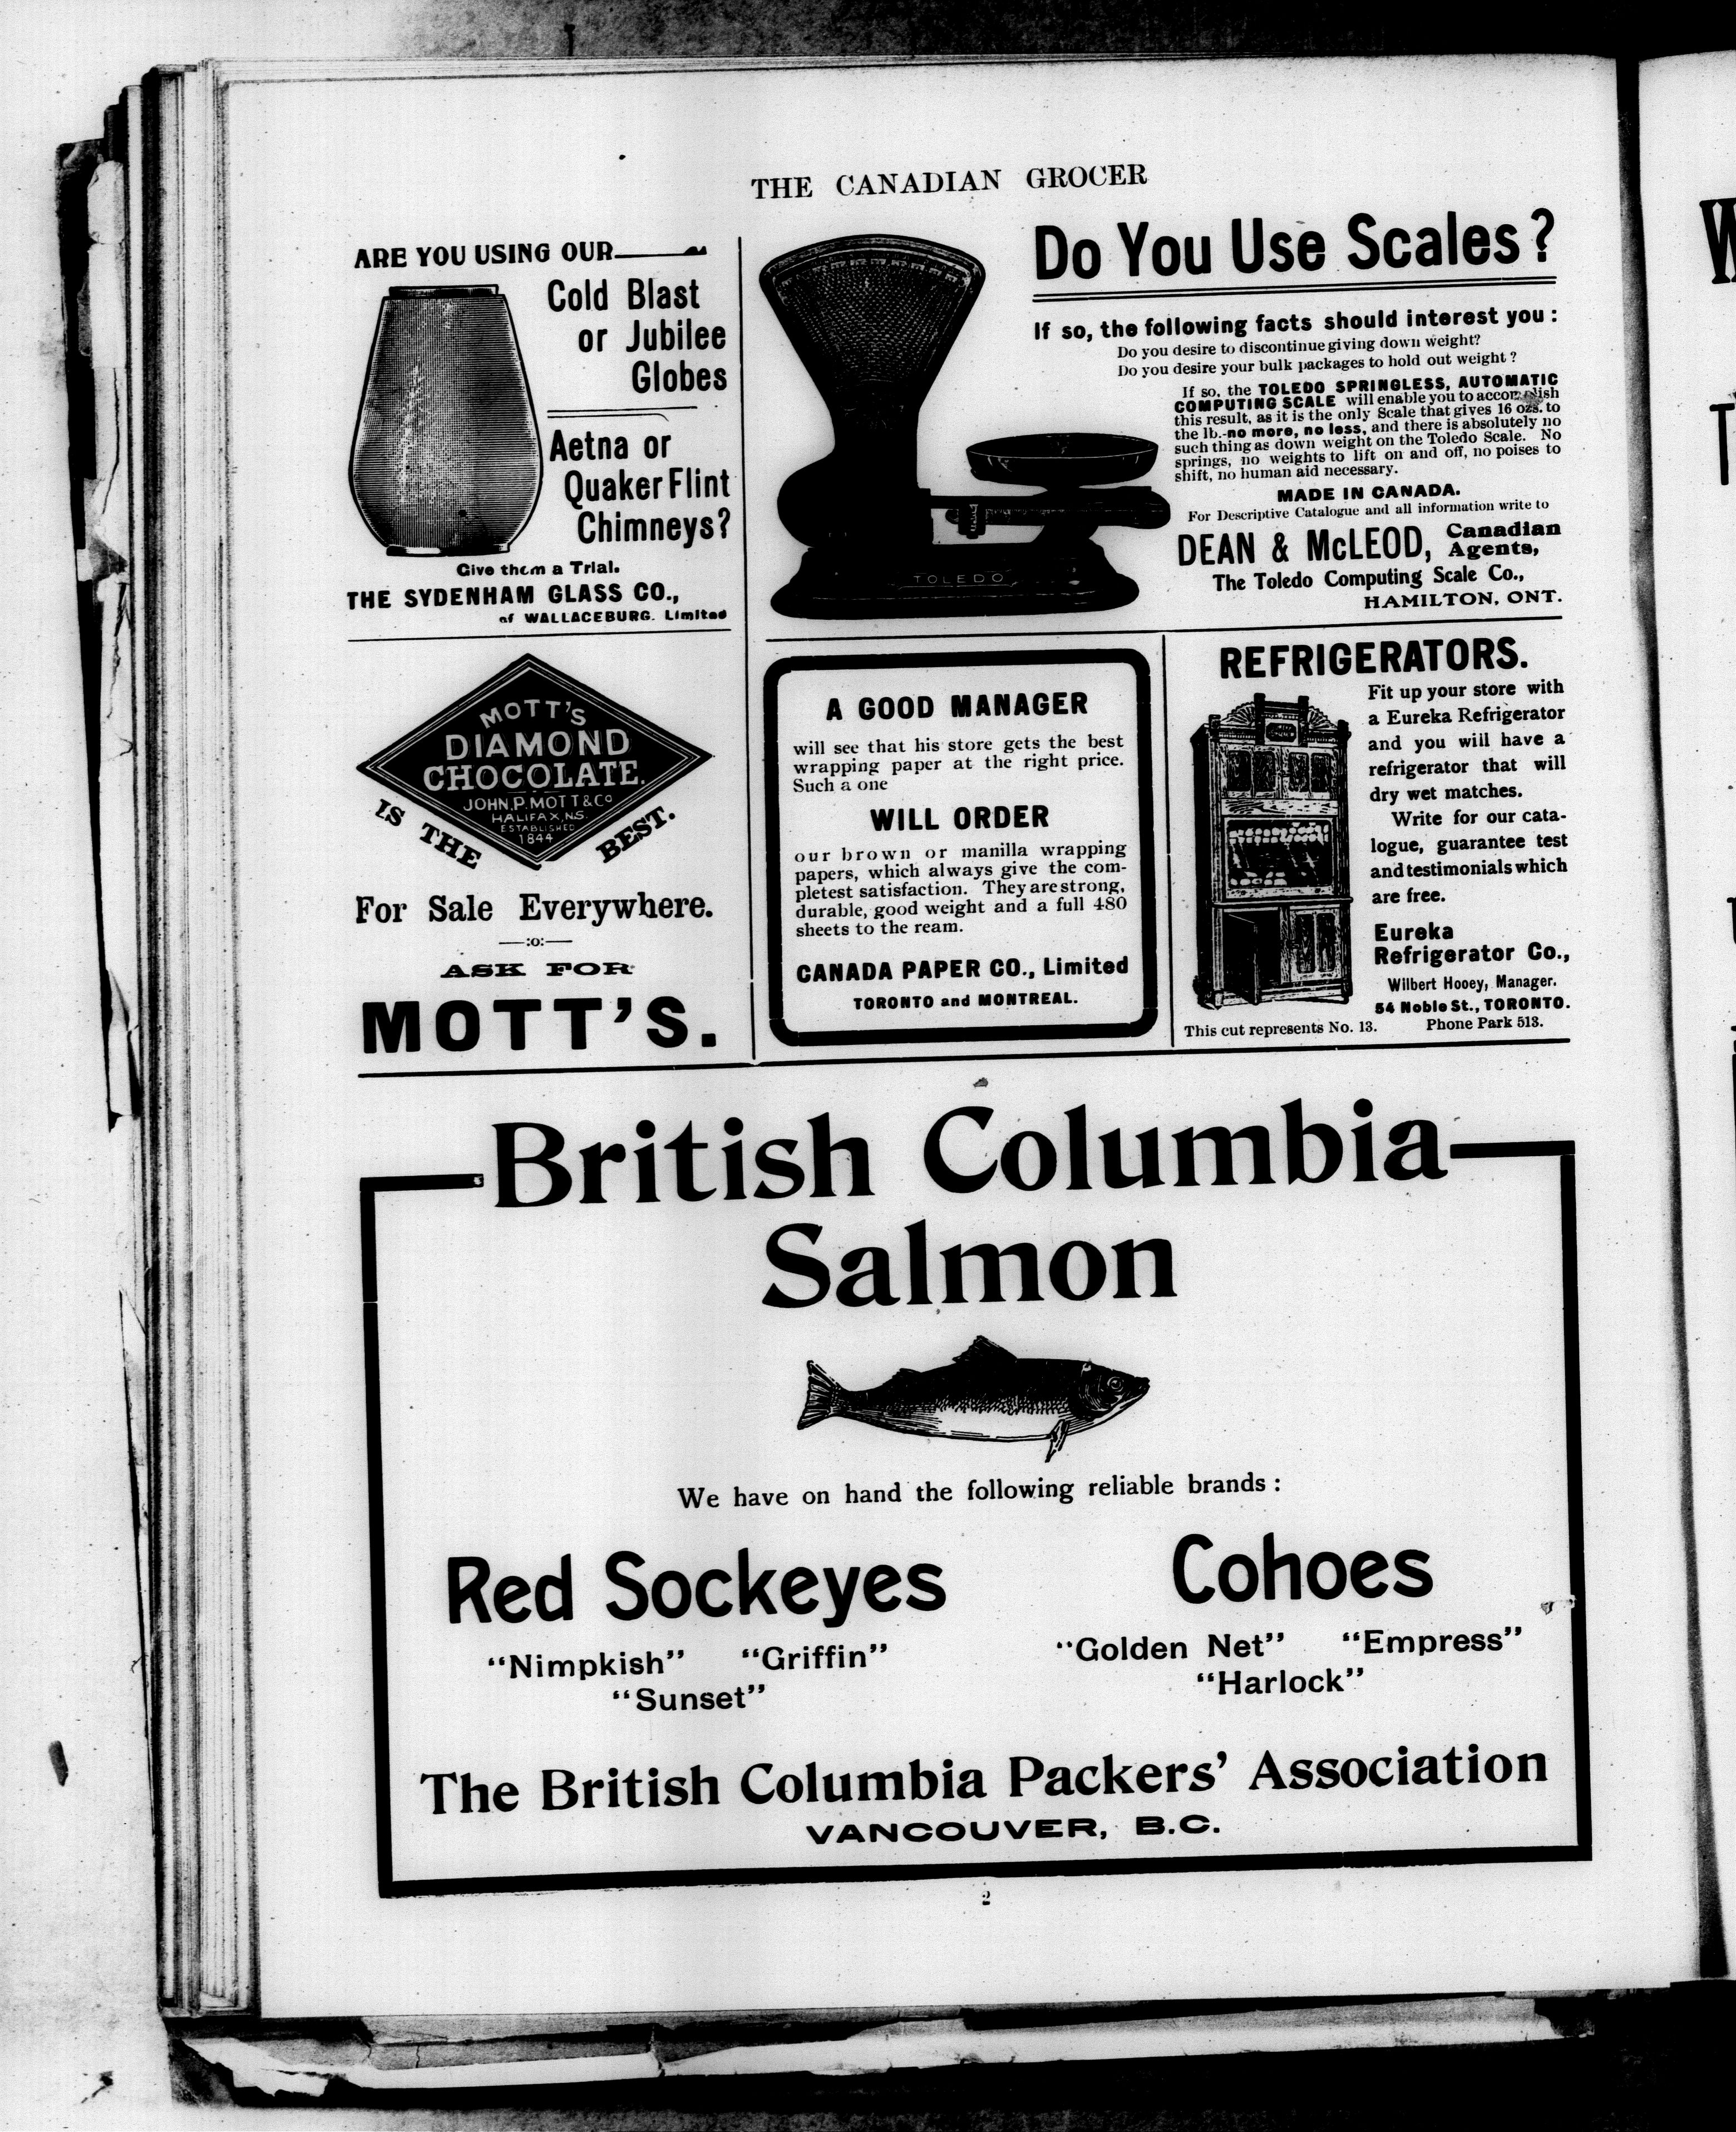 THE CANADIAN GROCER
ARE YOU USING OUR
Cold Blast
or Jubilee
Globes
Aetna or
Quaker Flint
Chimneys?
Give them a Trial.
THE SYDENHAM GLASS CO.,
of WALLACEBURG. Limited
Do You Use Scales?
If so, the following facts should interest you:
Do you desire to discontinue giving down weight?
Do you desire your bulk packages to hold out weight?
If so, the TOLEDO SPRINGLESS, AUTOMATIC
COMPUTING SCALE will enable you to accomplish
this result, as it is the only Scale that gives 16 ozs. to
the lb.-no more, no less, and there is absolutely no
such thing as down weight on the Toledo Scale. No
springs, no weights to lift on and off, no poises to
shift, no human aid necessary.
MADE IN CANADA.
For Descriptive Catalogue and all information write to
DEAN & McLEOD, Canadian
Agents,
The Toledo Computing Scale Co.,
HAMILTON, ONT.
TOLEDO
MOTT'S
DIAMOND
CHOCOLATE.
JOHN.P.MOTT&Co
HALIFAX,N.S.
ESTABLISHED
1844
IS THE BEST.
For Sale Everywhere.
—:o:—
ASK FOR
MOTT'S.
A GOOD MANAGER
will see that his store gets the best
wrapping paper at the right price.
Such a one
WILL ORDER
our brown or manilla wrapping
papers, which always give the com-
pletest satisfaction. They are strong,
durable, good weight and a full 480
sheets to the ream.
CANADA PAPER CO., Limited
TORONTO and MONTREAL.
REFRIGERATORS.
Fit up your store with
a Eureka Refrigerator
and you will have a
refrigerator that will
dry wet matches.
Write for our cata-
logue, guarantee test
and testimonials which
are free.
Eureka
Refrigerator Co.,
Wilbert Hooey, Manager.
54 Noble St., TORONTO.
Phone Park 513.
This cut represents No. 13.
British Columbia
Salmon
We have on hand the following reliable brands:
Red Sockeyes
"Nimpkish" "Griffin"
"Sunset"
Cohoes
"Golden Net" "Empress"
"Harlock"
The British Columbia Packers' Association
VANCOUVER, B.C.
2